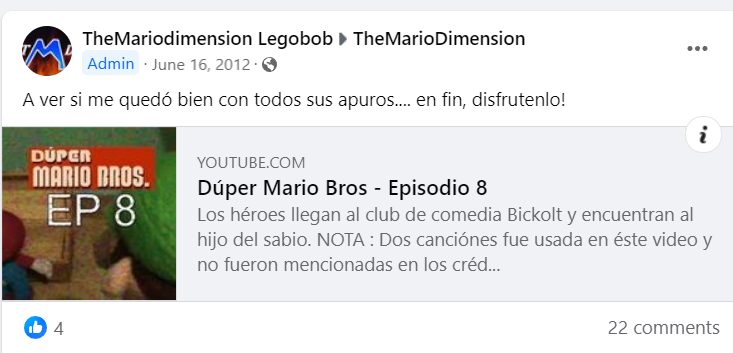 TheMariodimension Legobob ▸ TheMarioDimension
Admin · June 16, 2012 ·
A ver si me quedó bien con todos sus apuros.... en fin, disfrutenlo!
DÚPER
MARIO BROS.
EP 8
YOUTUBE.COM
Dúper Mario Bros - Episodio 8
Los héroes llegan al club de comedia Bickolt y encuentran al
hijo del sabio. NOTA : Dos canciónes fue usada en éste video y
no fueron mencionadas en los créd...
4
22 comments